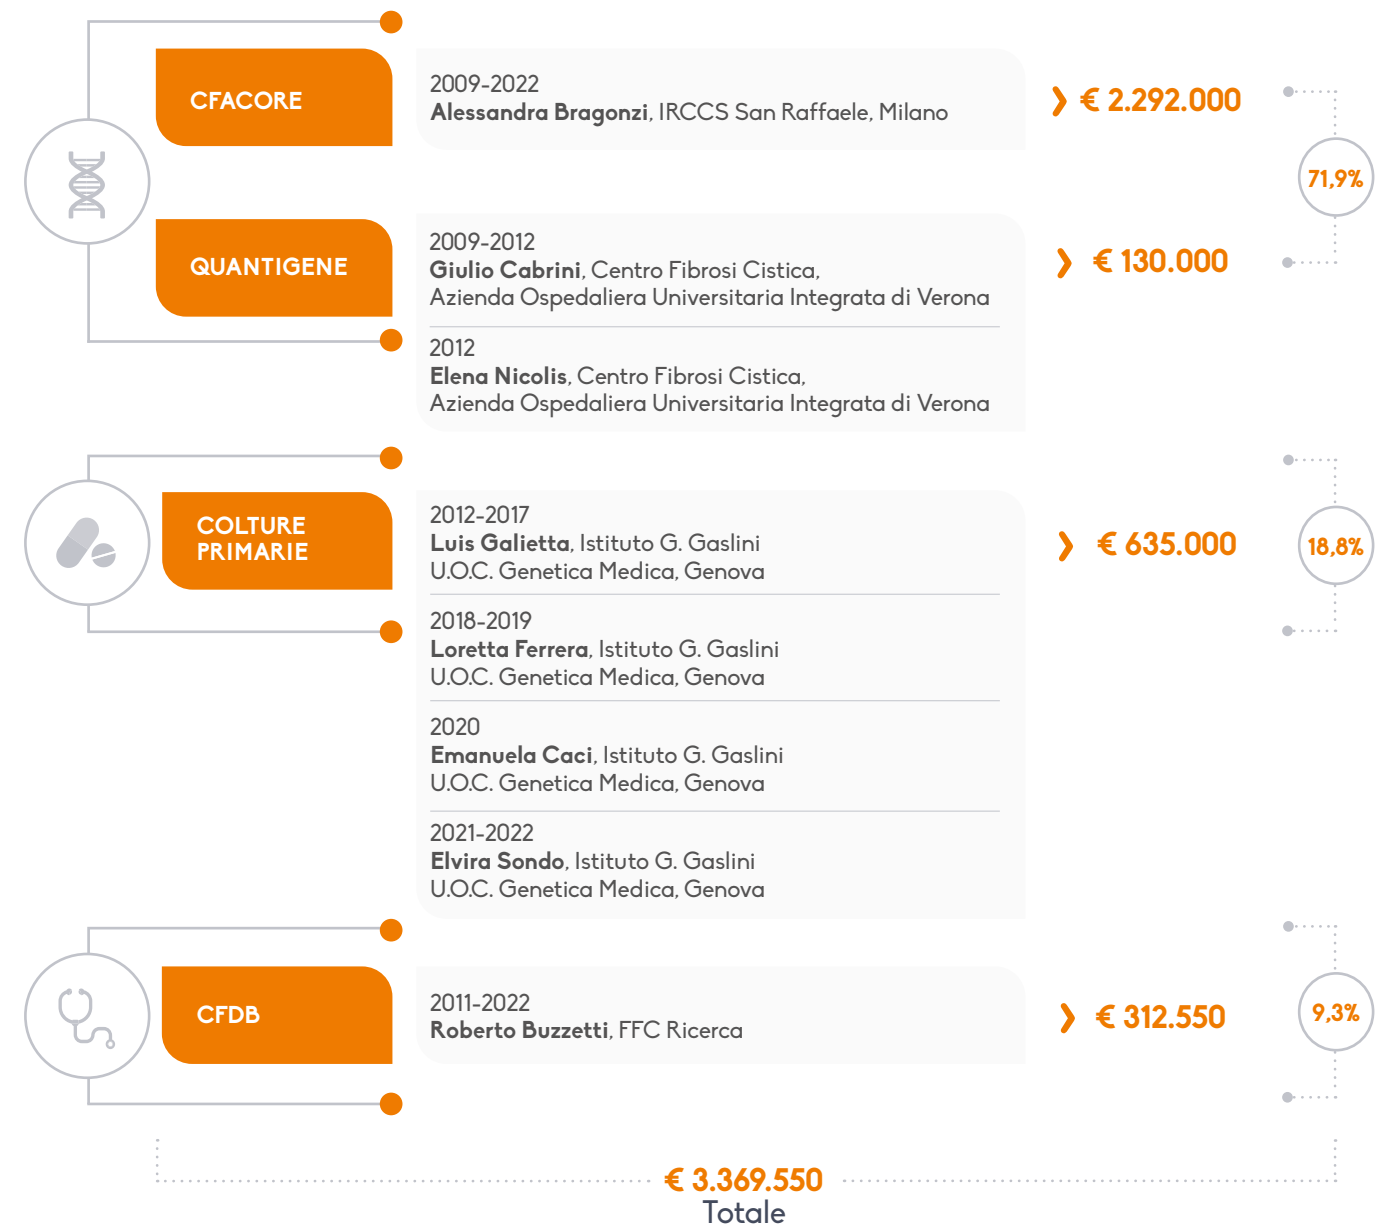 CFACORE
2009-2022
Alessandra Bragonzi, IRCCS San Raffaele, Milano
€ 2.292.000
71,9%
QUANTIGENE
2009-2012
Giulio Cabrini, Centro Fibrosi Cistica,
Azienda Ospedaliera Universitaria Integrata di Verona
€ 130.000
2012
Elena Nicolis, Centro Fibrosi Cistica,
Azienda Ospedaliera Universitaria Integrata di Verona
COLTURE
PRIMARIE
2012-2017
Luis Galietta, Istituto G. Gaslini
U.O.C. Genetica Medica, Genova
€ 635.000
18,8%
2018-2019
Loretta Ferrera, Istituto G. Gaslini
U.O.C. Genetica Medica, Genova
2020
Emanuela Caci, Istituto G. Gaslini
U.O.C. Genetica Medica, Genova
2021-2022
Elvira Sondo, Istituto G. Gaslini
U.O.C. Genetica Medica, Genova
CFDB
2011-2022
Roberto Buzzetti, FFC Ricerca
€ 312.550
9,3%
€ 3.369.550
Totale